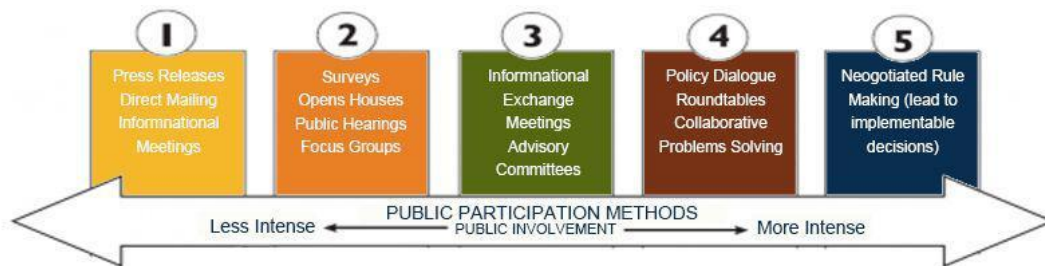 1
Press Releases
Direct Mailing
Informnational
Meetings
2
Surveys
Opens Houses
Public Hearings
Focus Groups
3
Informnational
Exchange
Meetings
Advisory
Committees
4
Policy Dialogue
Roundtables
Collaborative
Problems Solving
5
Neogotiated Rule
Making (lead to
implementable
decisions)
PUBLIC PARTICIPATION METHODS
Less Intense PUBLIC INVOLVEMENT More Intense